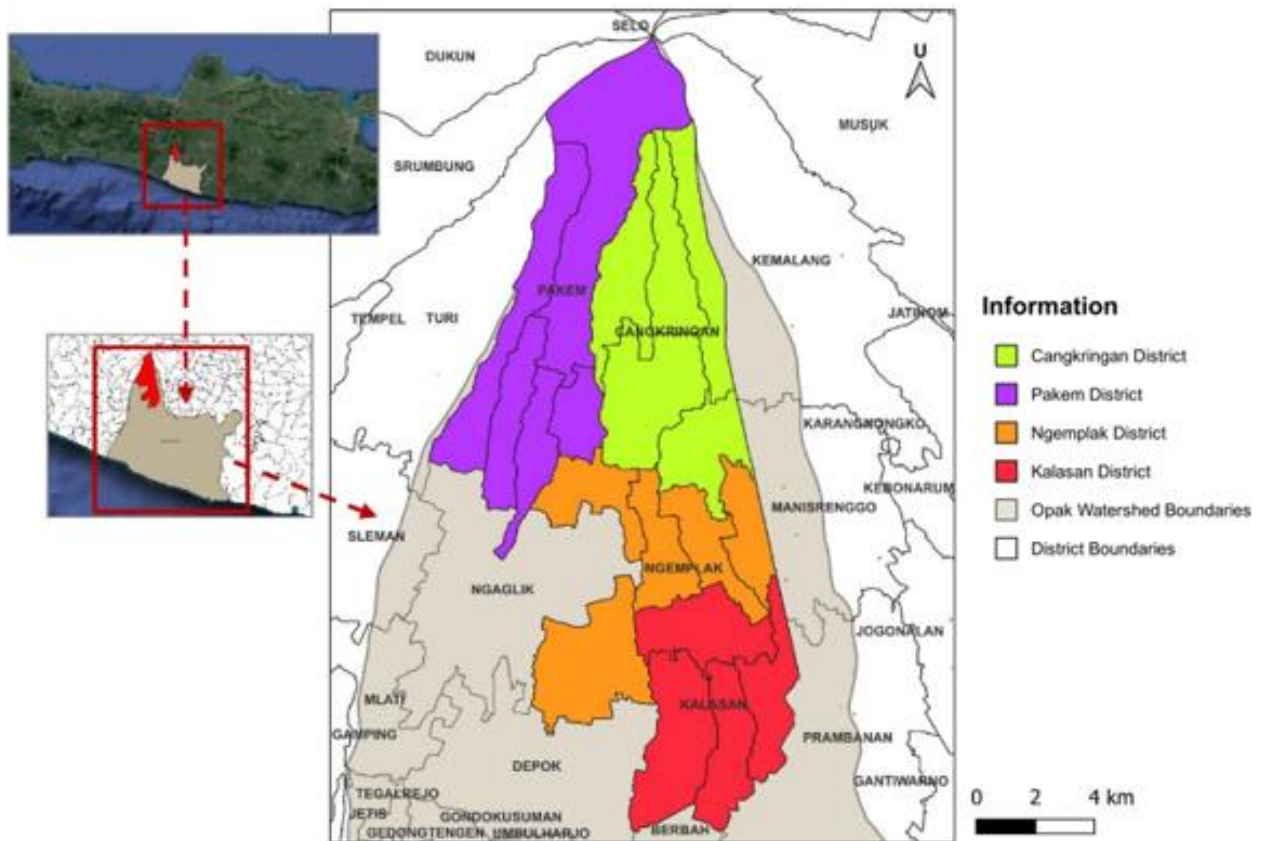 SELO
DUKUN
U
MUSUK
SRUMBUNG
KEMALANG
PAKEM
JATINOM
TEMPEL
TURI
CANGKRINGAN
Information
Cangkringan District
Pakem District
Ngemplak District
Kalasan District
Opak Watershed Boundaries
District Boundaries
KARANGKONGKO
KEBONARUM
MANISRENGGO
SLEMAN
NGEMPLAK
NGAGLIK
JOGONALAN
MLATI
KALASAN
GAMPING
PRAMBANAN
DEPOK
GANTIWARNO
TEGALREJO
JETIS
GONDOKUSUMAN
GEDONGTENGEN
UMBULHARJO
BERBAH
0 2 4 km